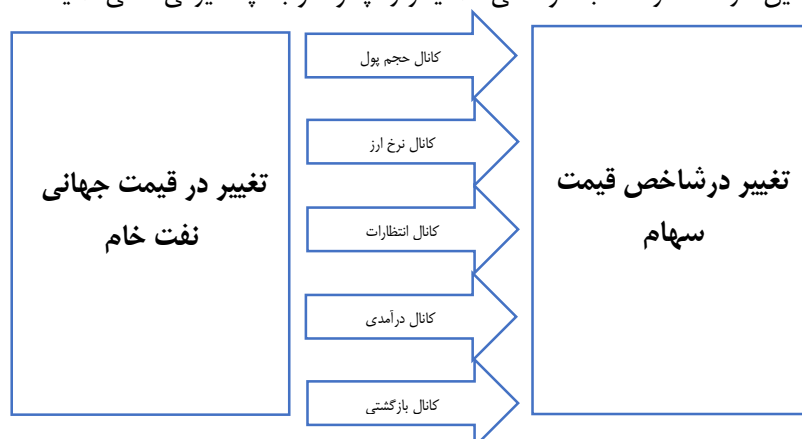 تغییر در قیمت جهانی
نفت خام
کانال حجم پول
کانال نرخ ارز
کانال انتظارات
کانال درآمدی
کانال بازگشتی
تغییر درشاخص قیمت
سهام